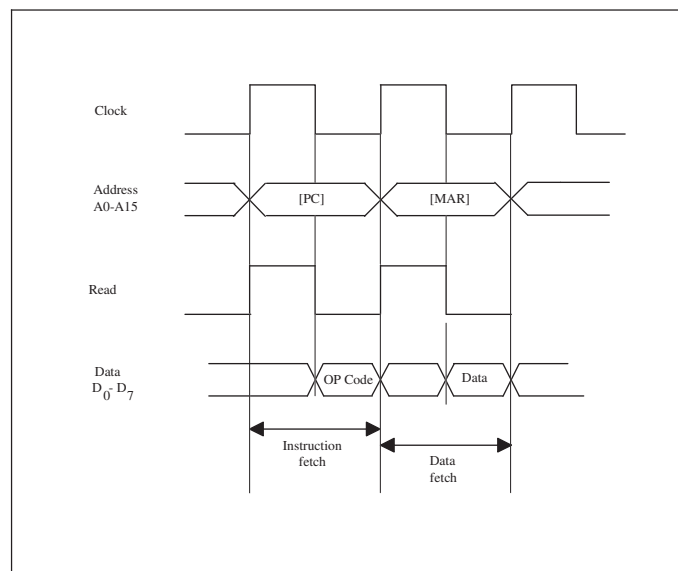 Clock
Address
A0-A15
[PC]
[MAR]
Read
Data
D0- D7
OP Code
Data
Instruction
fetch
Data
fetch